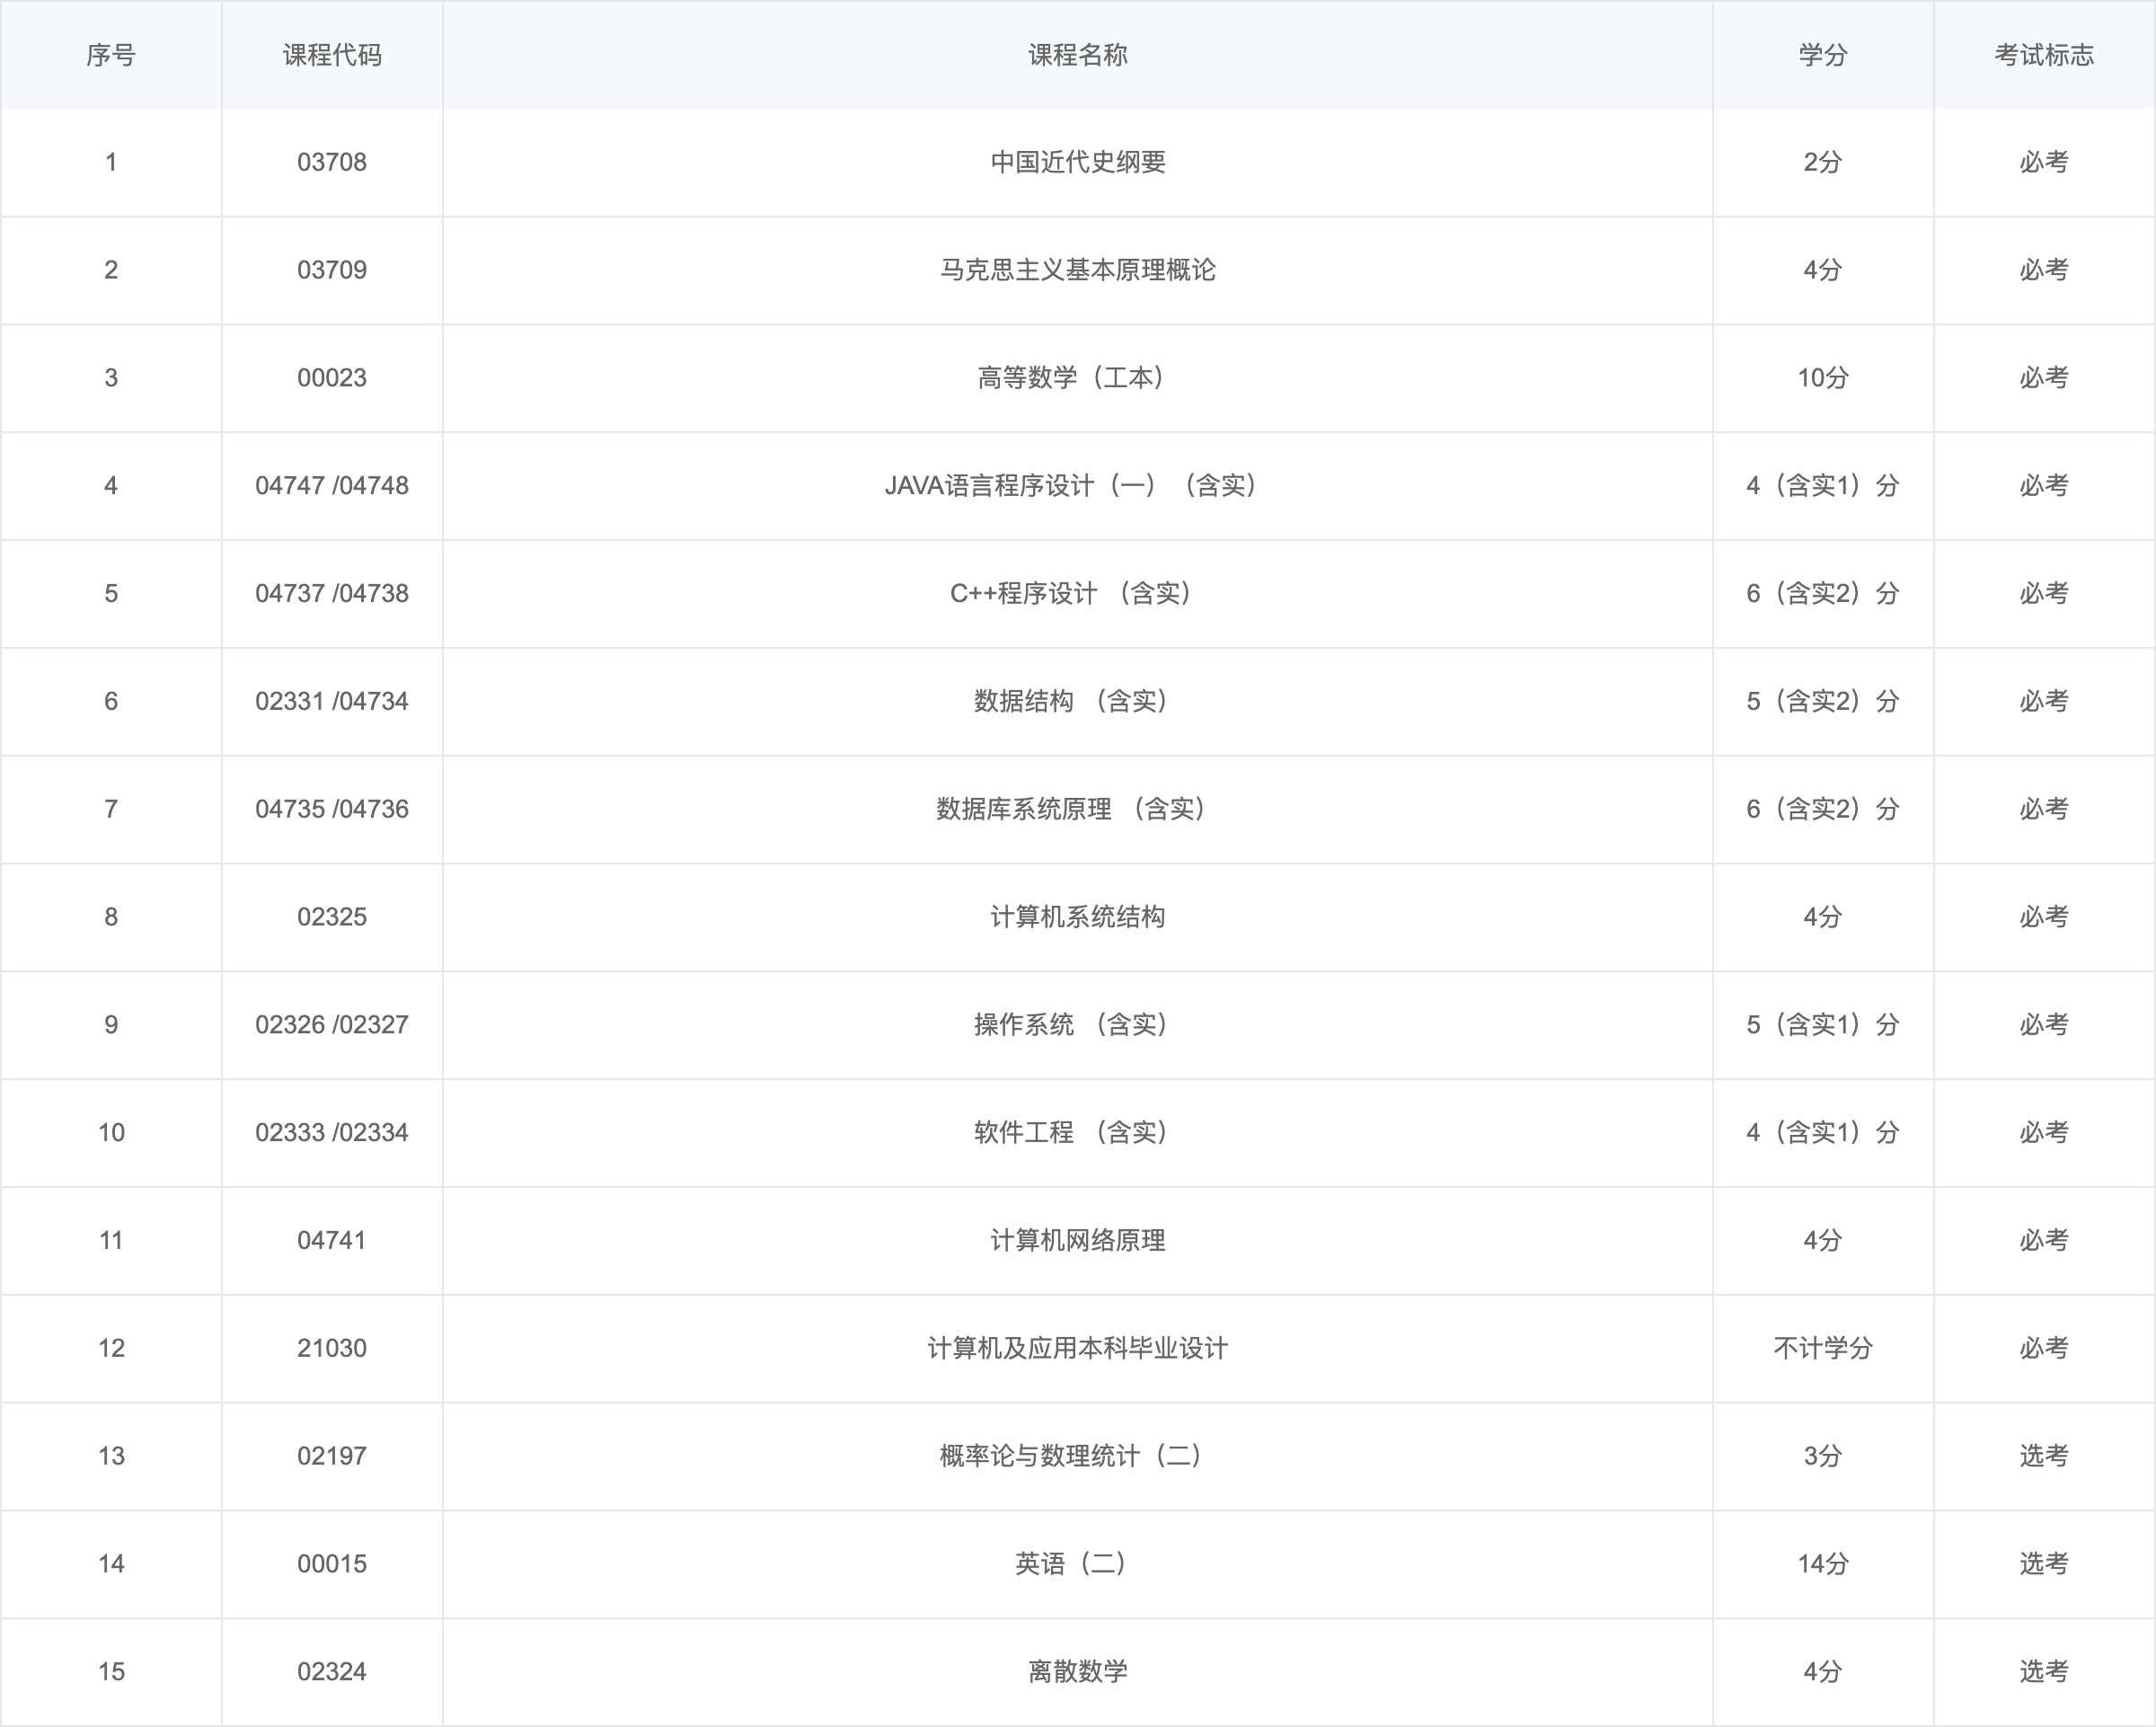 序号 课程代码 课程名称 学分 考试标志
1 03708 中国近代史纲要 2分 必考
2 03709 马克思主义基本原理概论 4分 必考
3 00023 高等数学（工本） 10分 必考
4 04747 /04748 JAVA语言程序设计（一）（含实） 4（含实1）分 必考
5 04737 /04738 C++程序设计 （含实） 6（含实2）分 必考
6 02331 /04734 数据结构 （含实） 5（含实2）分 必考
7 04735 /04736 数据库系统原理 （含实） 6（含实2）分 必考
8 02325 计算机系统结构 4分 必考
9 02326 /02327 操作系统 （含实） 5（含实1）分 必考
10 02333 /02334 软件工程 （含实） 4（含实1）分 必考
11 04741 计算机网络原理 4分 必考
12 21030 计算机及应用本科毕业设计 不计学分 必考
13 02197 概率论与数理统计（二） 3分 选考
14 00015 英语（二） 14分 选考
15 02324 离散数学 4分 选考